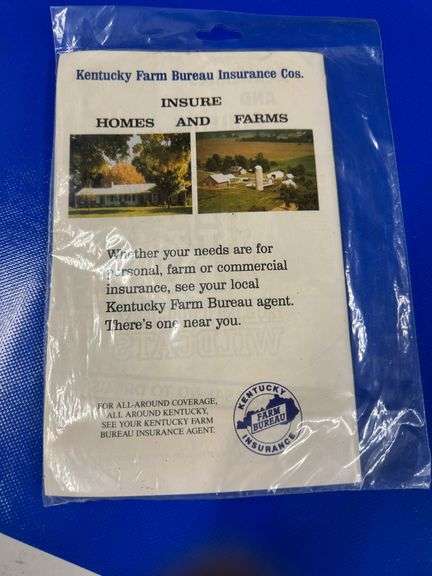 Kentucky Farm Bureau Insurance Cos.
INSURE
HOMES AND FARMS
Whether your needs are for
personal, farm or commercial
insurance, see your local
Kentucky Farm Bureau agent.
There's one near you.
FOR ALL-AROUND COVERAGE,
ALL AROUND KENTUCKY,
SEE YOUR KENTUCKY FARM
BUREAU INSURANCE AGENT.
KENTUCKY
FARM
BUREAU
INSURANCE